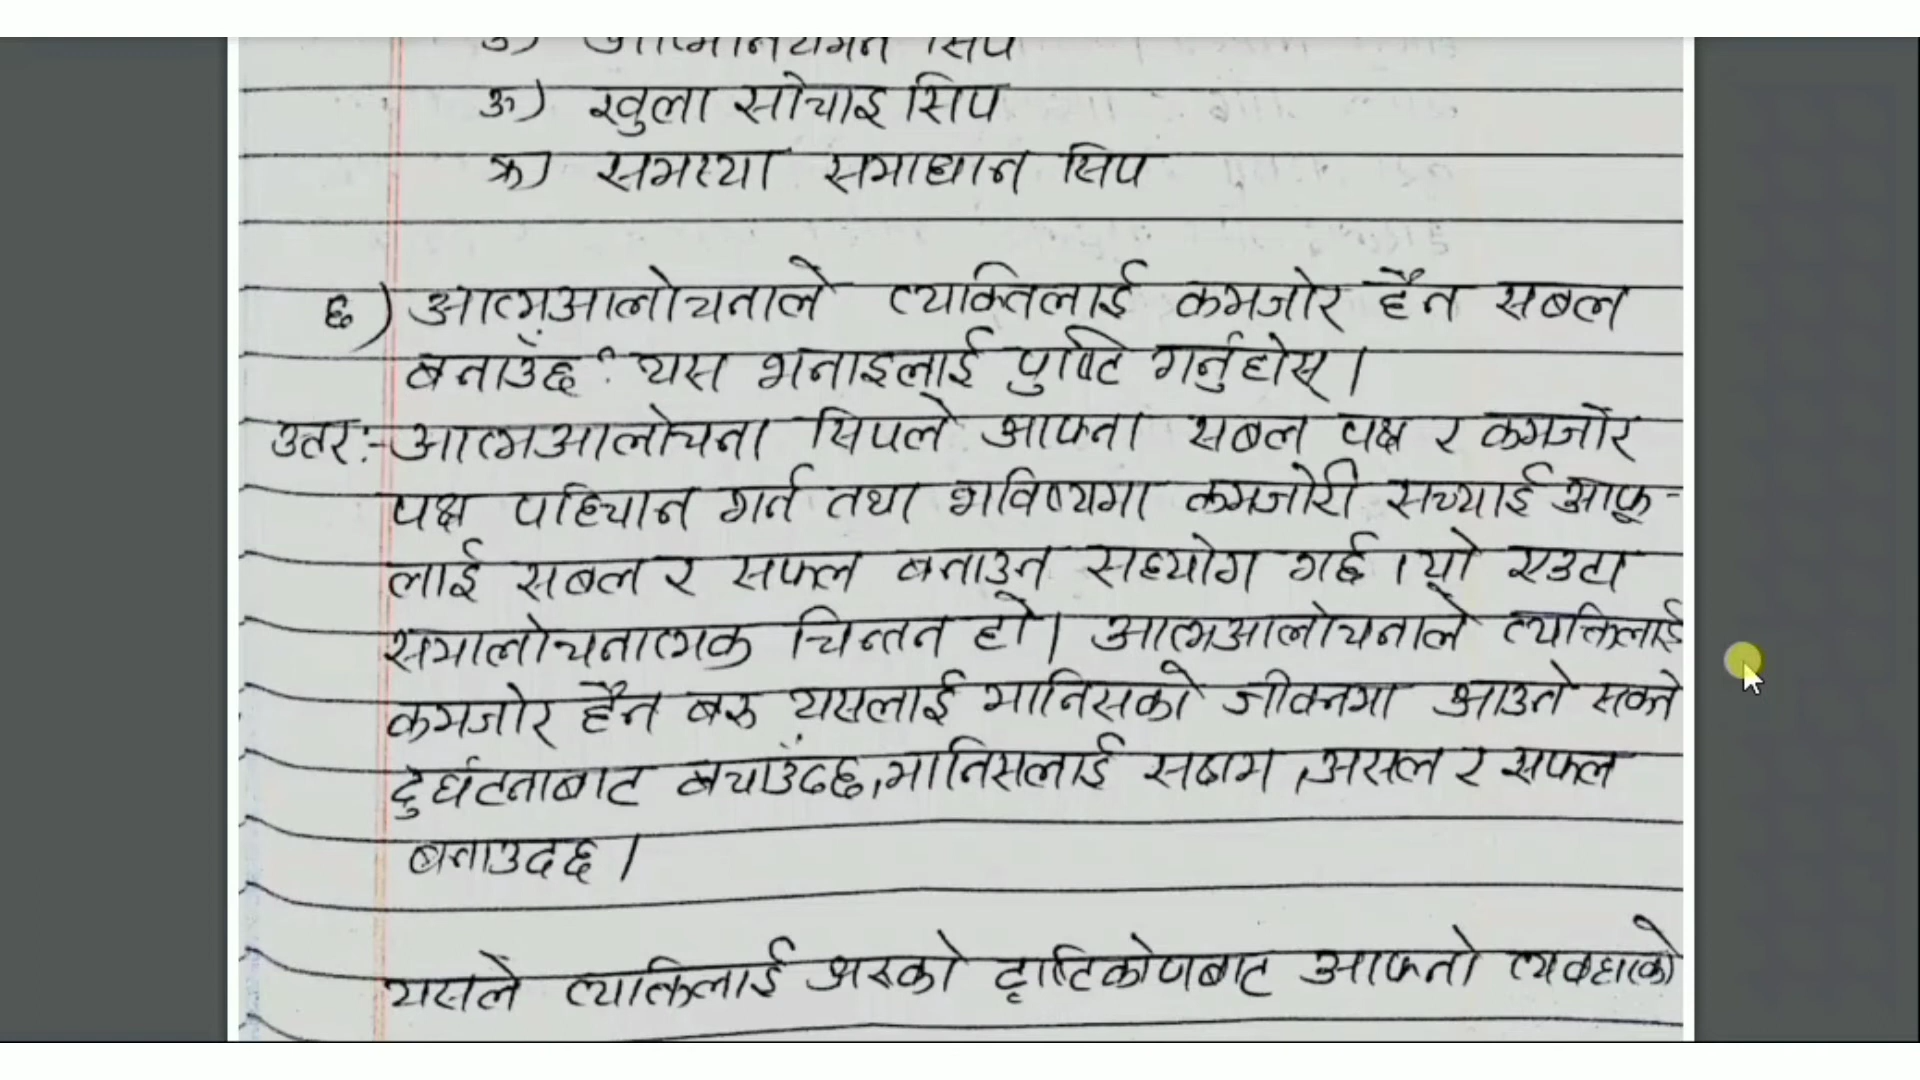 ऊ) खुला सोचाइ सिप
ऋ) समस्या समाधान सिप
छ) आत्मआलोचनाले व्यक्तिलाई कमजोर हैन सबल
बनाउँछ : यस भनाइलाई पुष्टि गर्नुहोस् ।
उत्तर:- आत्मआलोचना सिपले आफ्ना सबल पक्ष र कमजोर
पक्ष पहिचान गर्न तथा भविष्यमा कमजोरी सच्याई आफू-
लाई सबल र सफल बनाउन सहयोग गर्छ । यो एउटा
समालोचनात्मक चिन्तन हो । आत्मआलोचनाले व्यक्तिलाई
कमजोर हैन बरु यसलाई मानिसको जीवनमा आउने सक्ने
दुर्घटनाबाट बचाउँदछ, मानिसलाई सक्षम , असल र सफल
बनाउदछ ।
यसले व्यक्तिलाई अरुको दृष्टिकोणबाट आफ्नो व्यवहारको